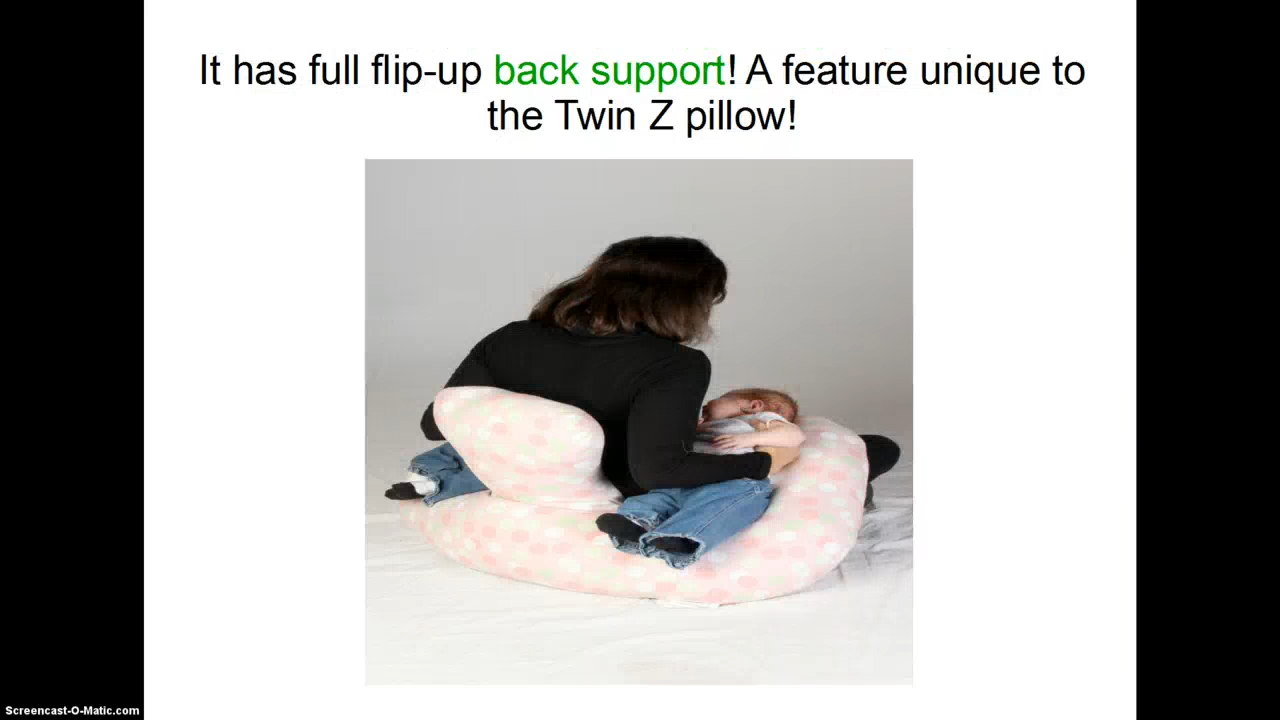 It has full flip-up back support! A feature unique to
the Twin Z pillow!
Screencast-O-Matic.com